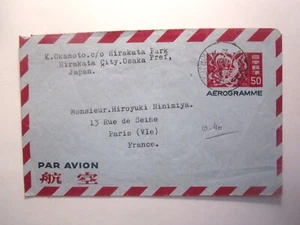 K.Okamoto.c/o Hirakata Park
Hirakata City.Osaka Pref,
Japan.
50
AEROGRAMME
Monsieur.Hiroyuki Hinimiya.
13 Rue de Seine
Paris (VIe)
France.
PAR AVION
航空